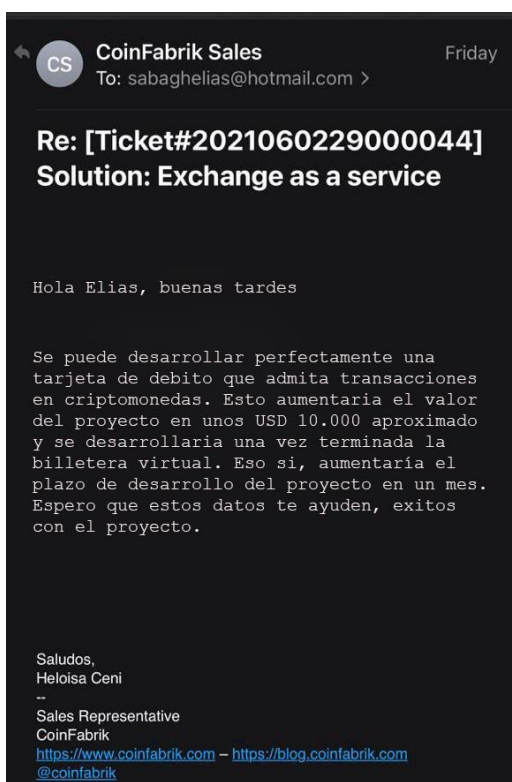 CS
CoinFabrik Sales
Friday
To: sabaghelias@hotmail.com >
Re: [Ticket#2021060229000044]
Solution: Exchange as a service
Hola Elias, buenas tardes
Se puede desarrollar perfectamente una
tarjeta de debito que admita transacciones
en criptomonedas. Esto aumentaria el valor
del proyecto en unos USD 10.000 aproximado
y se desarrollaria una vez terminada la
billetera virtual. Eso si, aumentaría el
plazo de desarrollo del proyecto en un mes.
Espero que estos datos te ayuden, exitos
con el proyecto.
Saludos,
Heloisa Ceni
--
Sales Representative
CoinFabrik
https://www.coinfabrik.com – https://blog.coinfabrik.com
@coinfabrik